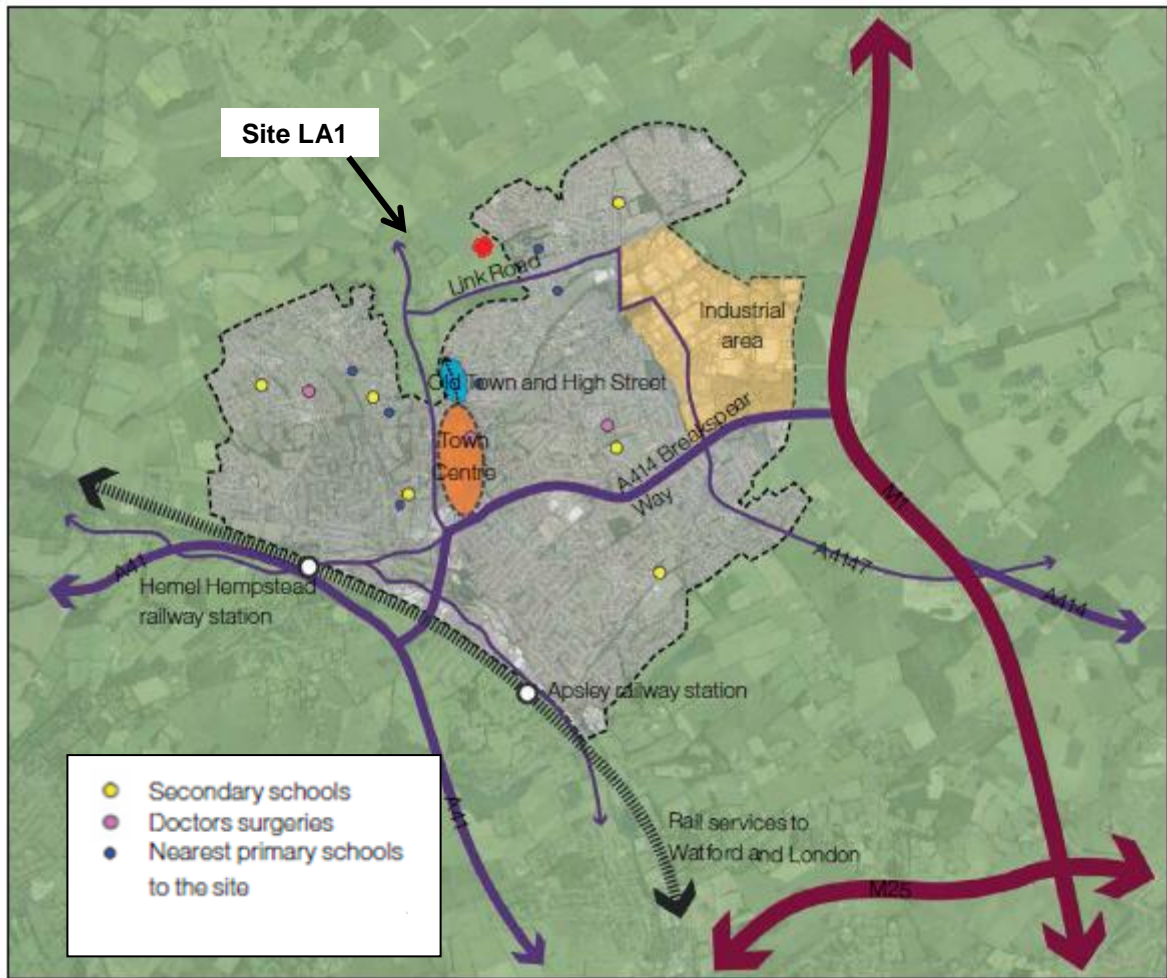 Site LA1
Link Road
Industrial
area
Old Town and High Street
Town
Centre
A414 Breakspear
Way
M1
A4147
A414
A41
Hemel Hempstead
railway station
Apsley railway station
A41
Rail services to
Watford and London
M25
Secondary schools
Doctors surgeries
Nearest primary schools
to the site